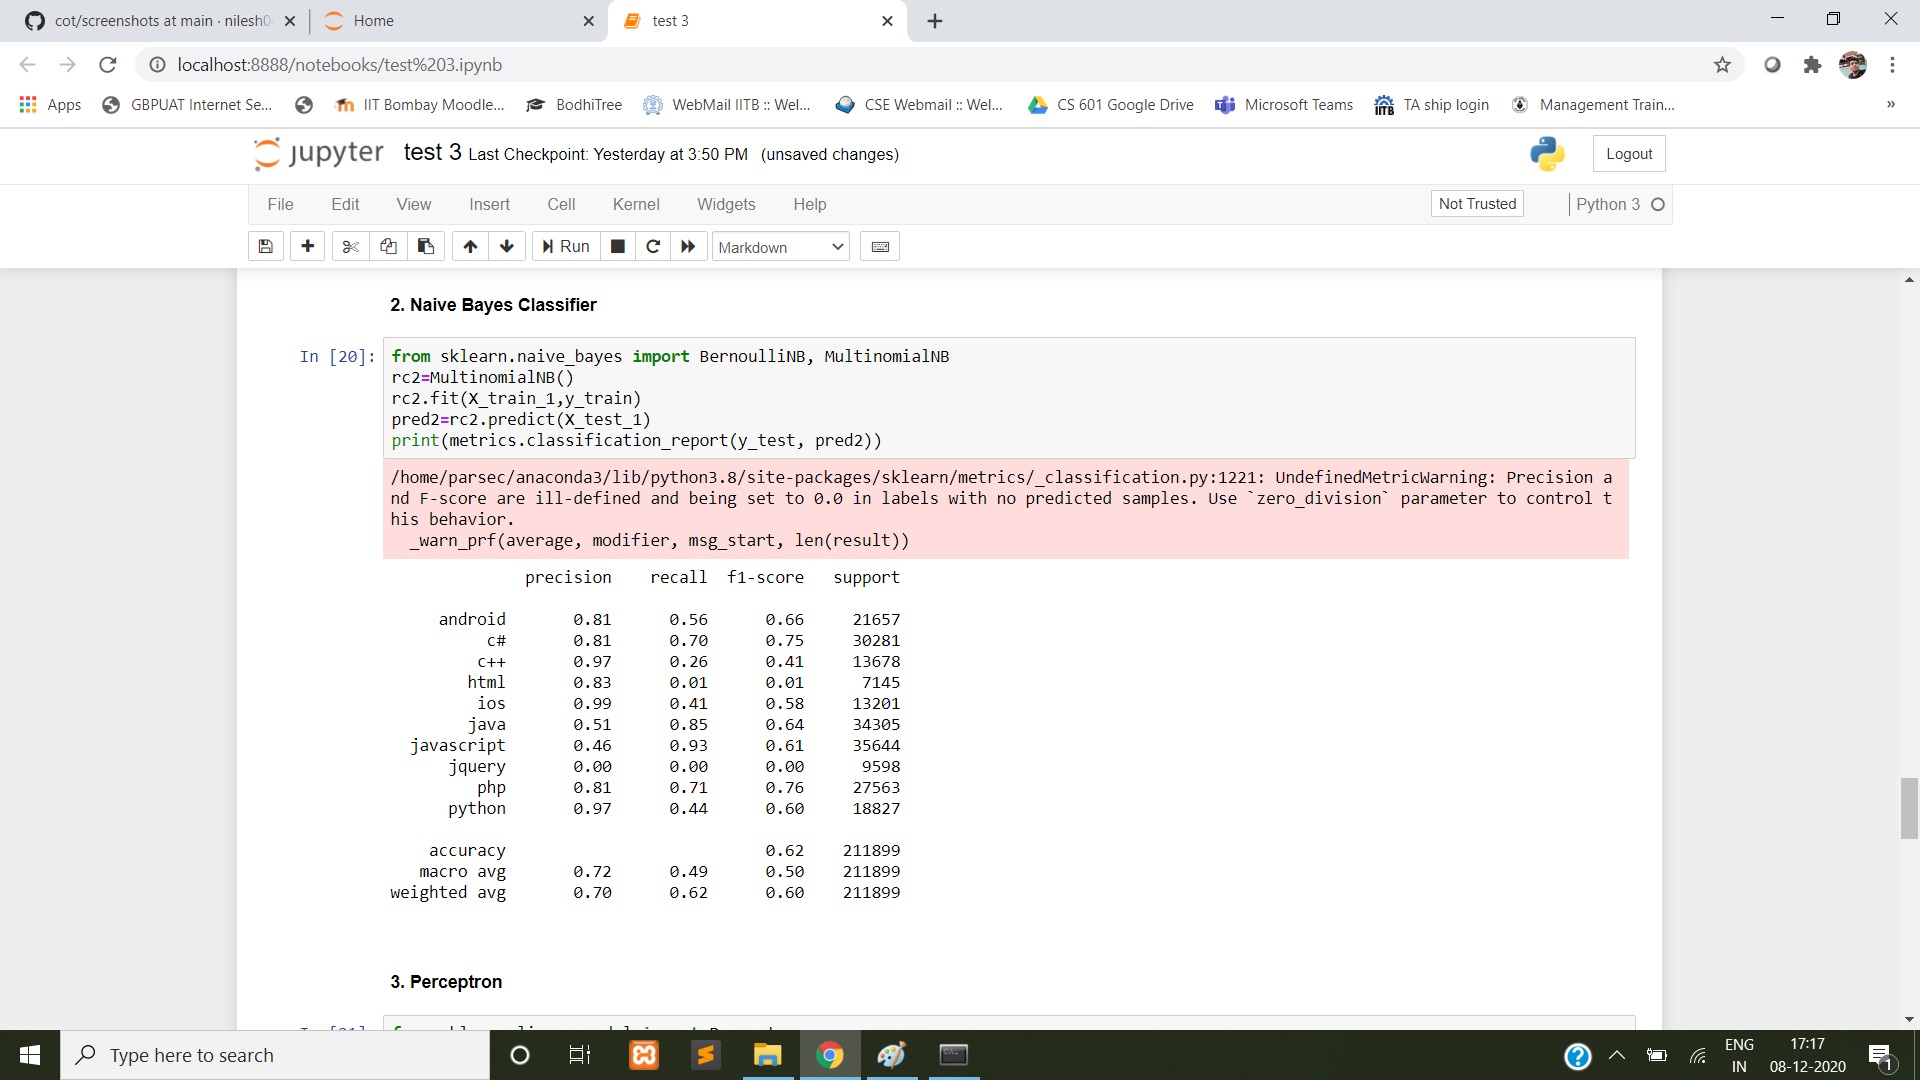 cot/screenshots at main · nilesh0
Home
test 3
localhost:8888/notebooks/test%203.ipynb
Apps
GBPUAT Internet Se...
IIT Bombay Moodle...
BodhiTree
WebMail IITB :: Wel...
CSE Webmail :: Wel...
CS 601 Google Drive
Microsoft Teams
IITB
TA ship login
Management Train...
»
jupyter test 3 Last Checkpoint: Yesterday at 3:50 PM (unsaved changes)
Logout
File Edit View Insert Cell Kernel Widgets Help
Not Trusted
Python 3
Run
Markdown
2. Naive Bayes Classifier
In [20]: from sklearn.naive_bayes import BernoulliNB, MultinomialNB
rc2=MultinomialNB()
rc2.fit(X_train_1,y_train)
pred2=rc2.predict(X_test_1)
print(metrics.classification_report(y_test, pred2))
/home/parsec/anaconda3/lib/python3.8/site-packages/sklearn/metrics/_classification.py:1221: UndefinedMetricWarning: Precision a
nd F-score are ill-defined and being set to 0.0 in labels with no predicted samples. Use `zero_division` parameter to control t
his behavior.
_warn_prf(average, modifier, msg_start, len(result))
precision recall f1-score support
android 0.81 0.56 0.66 21657
c# 0.81 0.70 0.75 30281
c++ 0.97 0.26 0.41 13678
html 0.83 0.01 0.01 7145
ios 0.99 0.41 0.58 13201
java 0.51 0.85 0.64 34305
javascript 0.46 0.93 0.61 35644
jquery 0.00 0.00 0.00 9598
php 0.81 0.71 0.76 27563
python 0.97 0.44 0.60 18827
accuracy 0.62 211899
macro avg 0.72 0.49 0.50 211899
weighted avg 0.70 0.62 0.60 211899
3. Perceptron
Type here to search
ENG
IN
17:17
08-12-2020
1